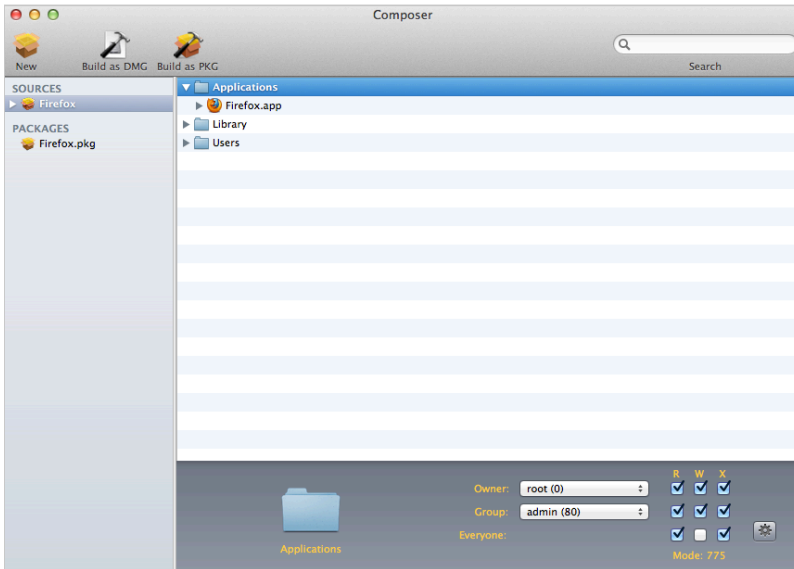 Composer
New
Build as DMG
Build as PKG
Search
SOURCES
Firefox
PACKAGES
Firefox.pkg
Applications
Firefox.app
Library
Users
R W X
Owner: root (0)
Group: admin (80)
Everyone:
Applications
Mode: 775